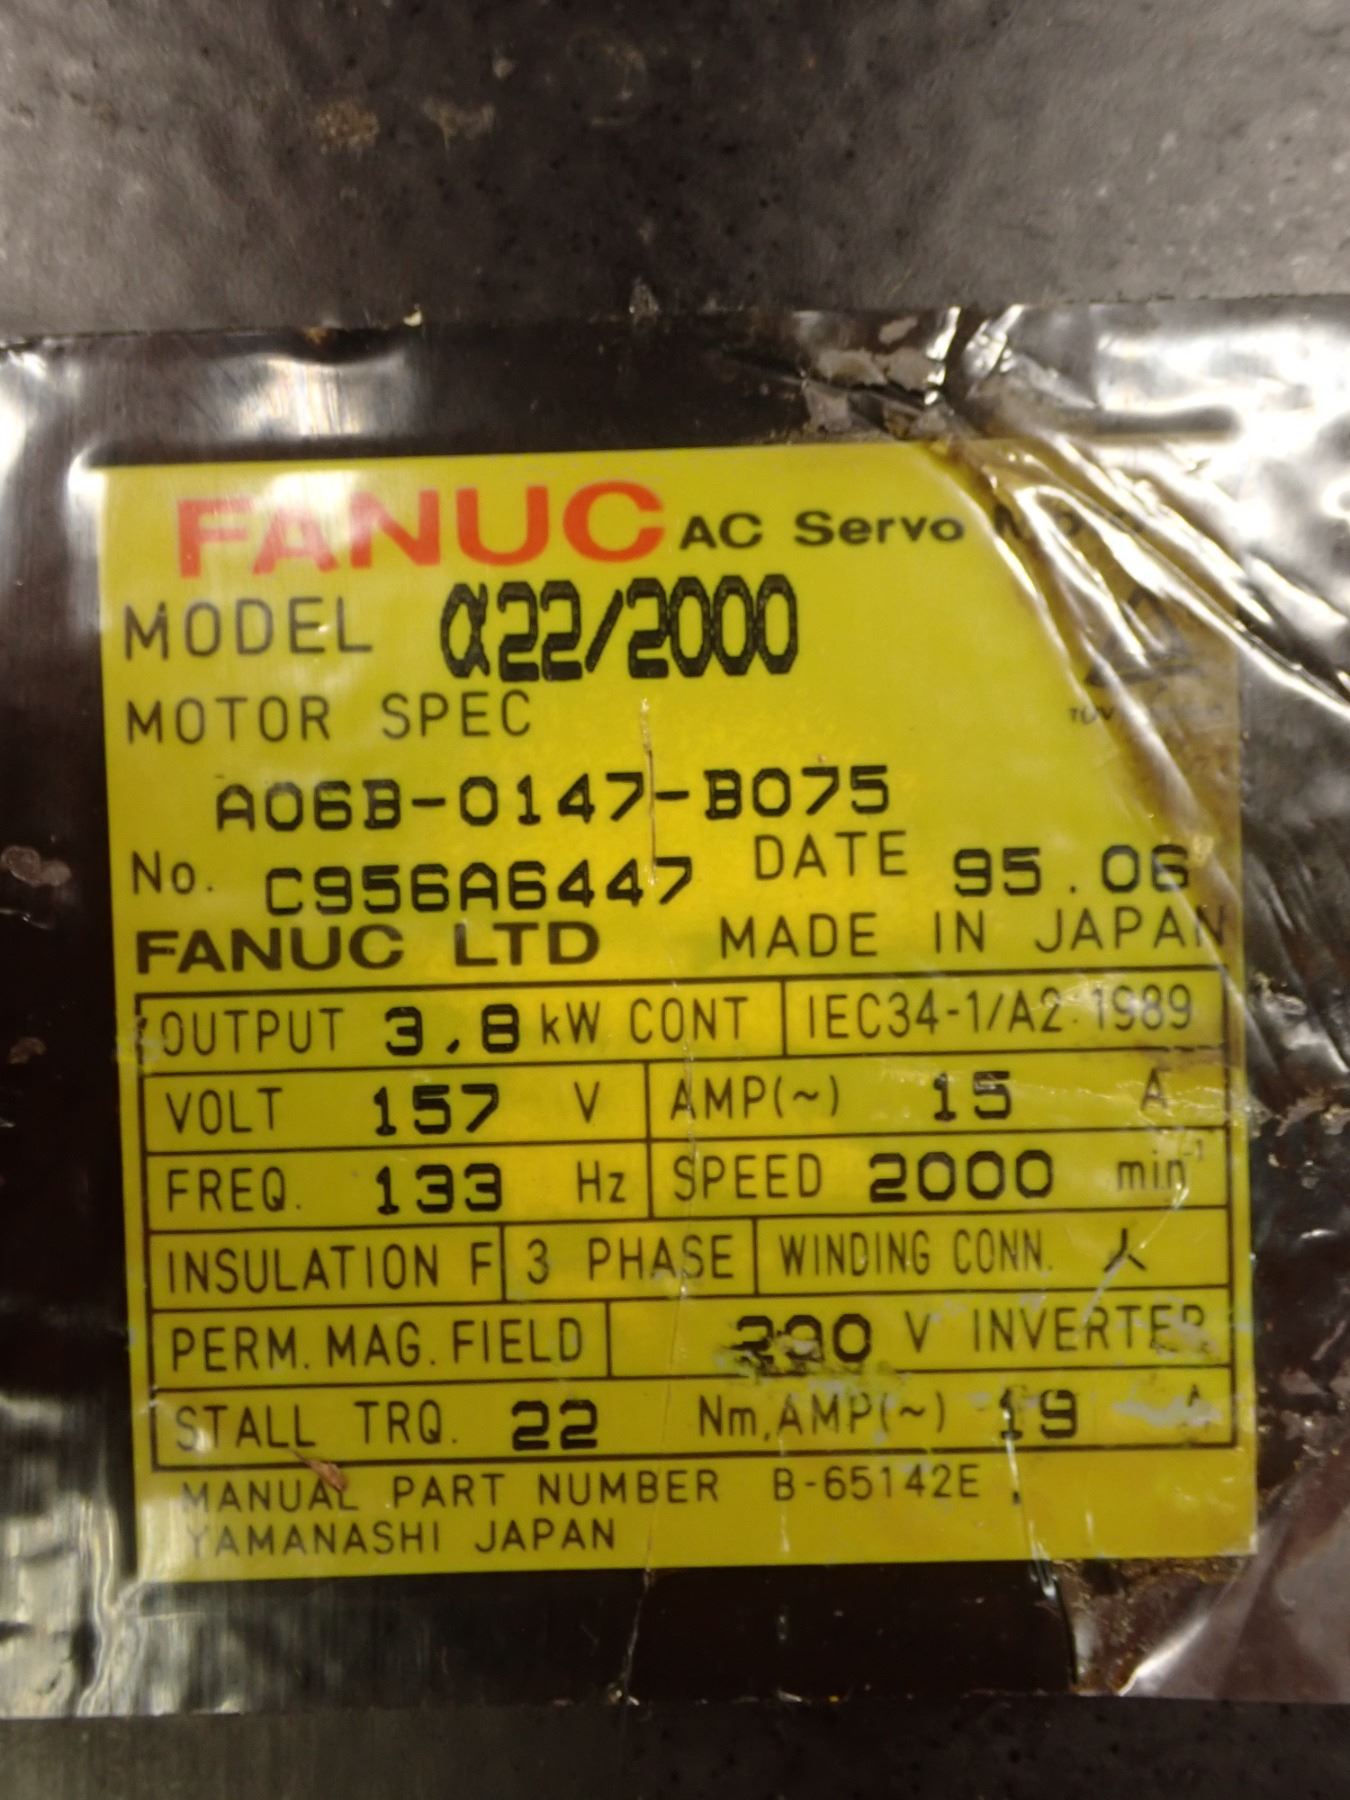 FANUC AC Servo
MODEL α22/2000
MOTOR SPEC
A06B-0147-B075
No. C956A6447 DATE 95.06
FANUC LTD MADE IN JAPAN
OUTPUT 3.8 kW CONT IEC34-1/A2-1989
VOLT 157 V AMP(~) 15 A
FREQ. 133 Hz SPEED 2000 min⁻¹
INSULATION F 3 PHASE WINDING CONN. 人
PERM. MAG. FIELD V INVERTER
STALL TRQ. 22 Nm, AMP(~) 19 A
MANUAL PART NUMBER B-65142E,
YAMANASHI JAPAN